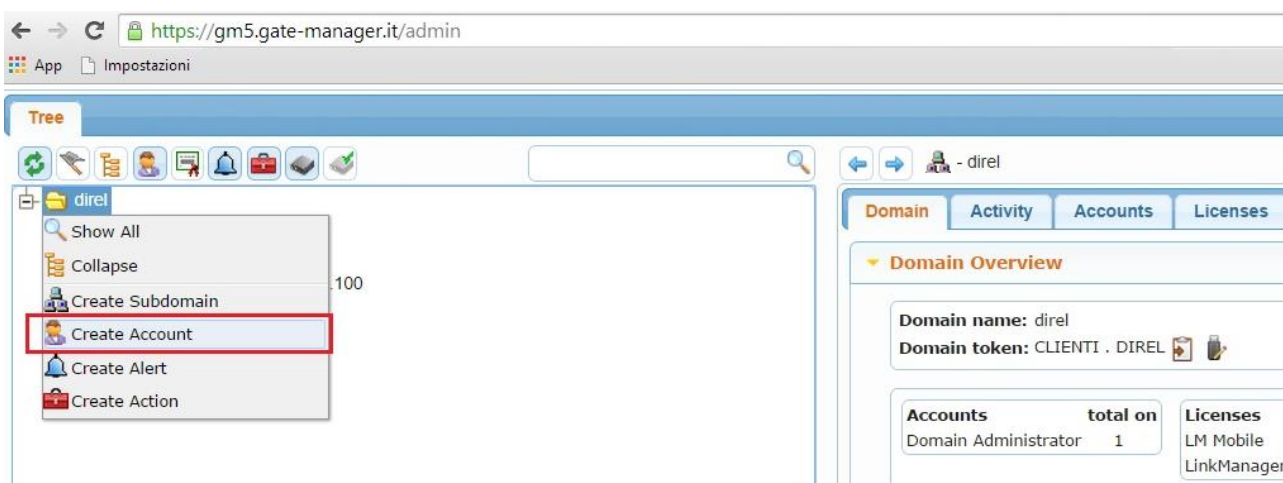 https://gm5.gate-manager.it/admin
App Impostazioni
Tree
- direl
direl
Show All
Collapse
.100
Create Subdomain
Create Account
Create Alert
Create Action
Domain Activity Accounts Licenses
Domain Overview
Domain name: direl
Domain token: CLIENTI . DIREL
Accounts total on
Domain Administrator 1
Licenses
LM Mobile
LinkManager